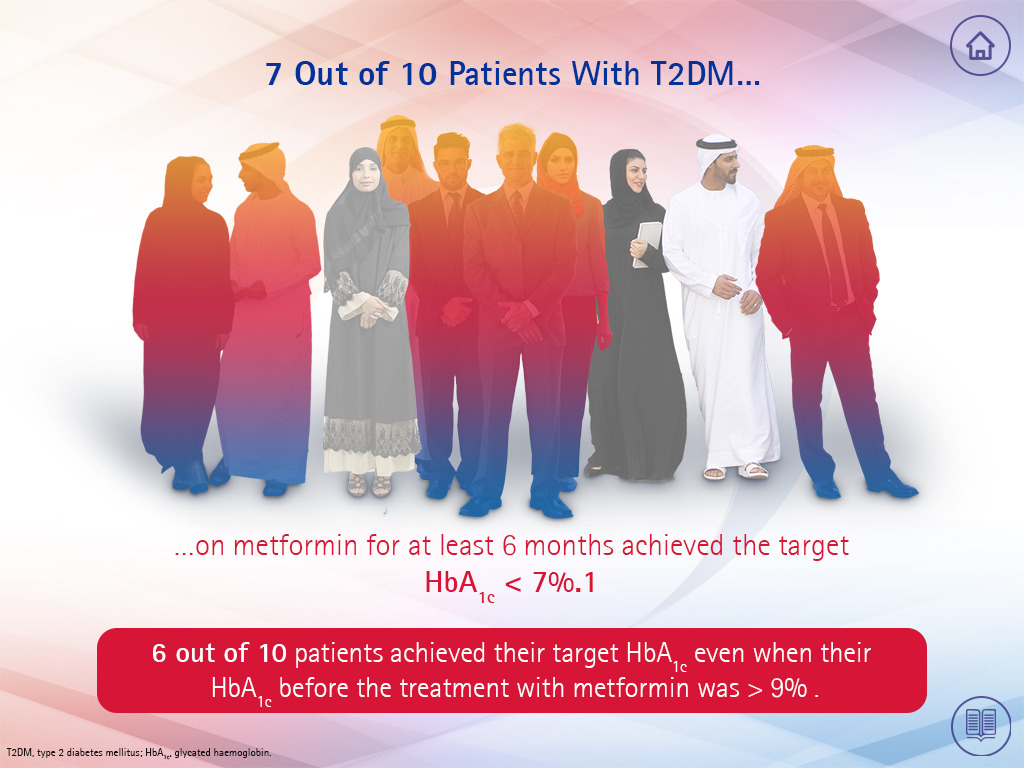 7 Out of 10 Patients With T2DM...
...on metformin for at least 6 months achieved the target
HbA1c < 7%.1
6 out of 10 patients achieved their target HbA1c even when their
HbA1c before the treatment with metformin was > 9% .
T2DM, type 2 diabetes mellitus; HbA1c, glycated haemoglobin.